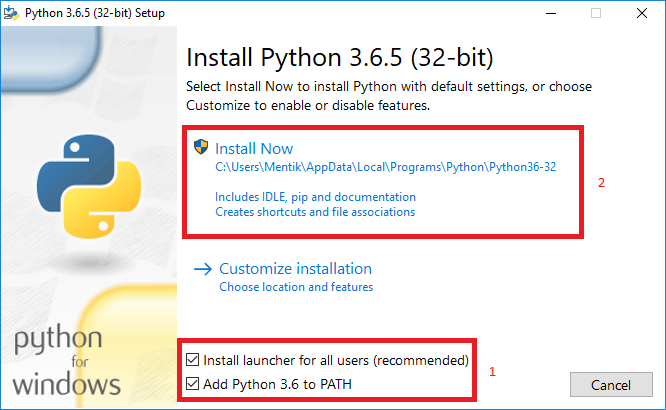 Python 3.6.5 (32-bit) Setup
Install Python 3.6.5 (32-bit)
Select Install Now to install Python with default settings, or choose
Customize to enable or disable features.
Install Now
C:\Users\Mentik\AppData\Local\Programs\Python\Python36-32
Includes IDLE, pip and documentation
Creates shortcuts and file associations
2
Customize installation
Choose location and features
python
for
windows
Install launcher for all users (recommended)
Add Python 3.6 to PATH
1
Cancel